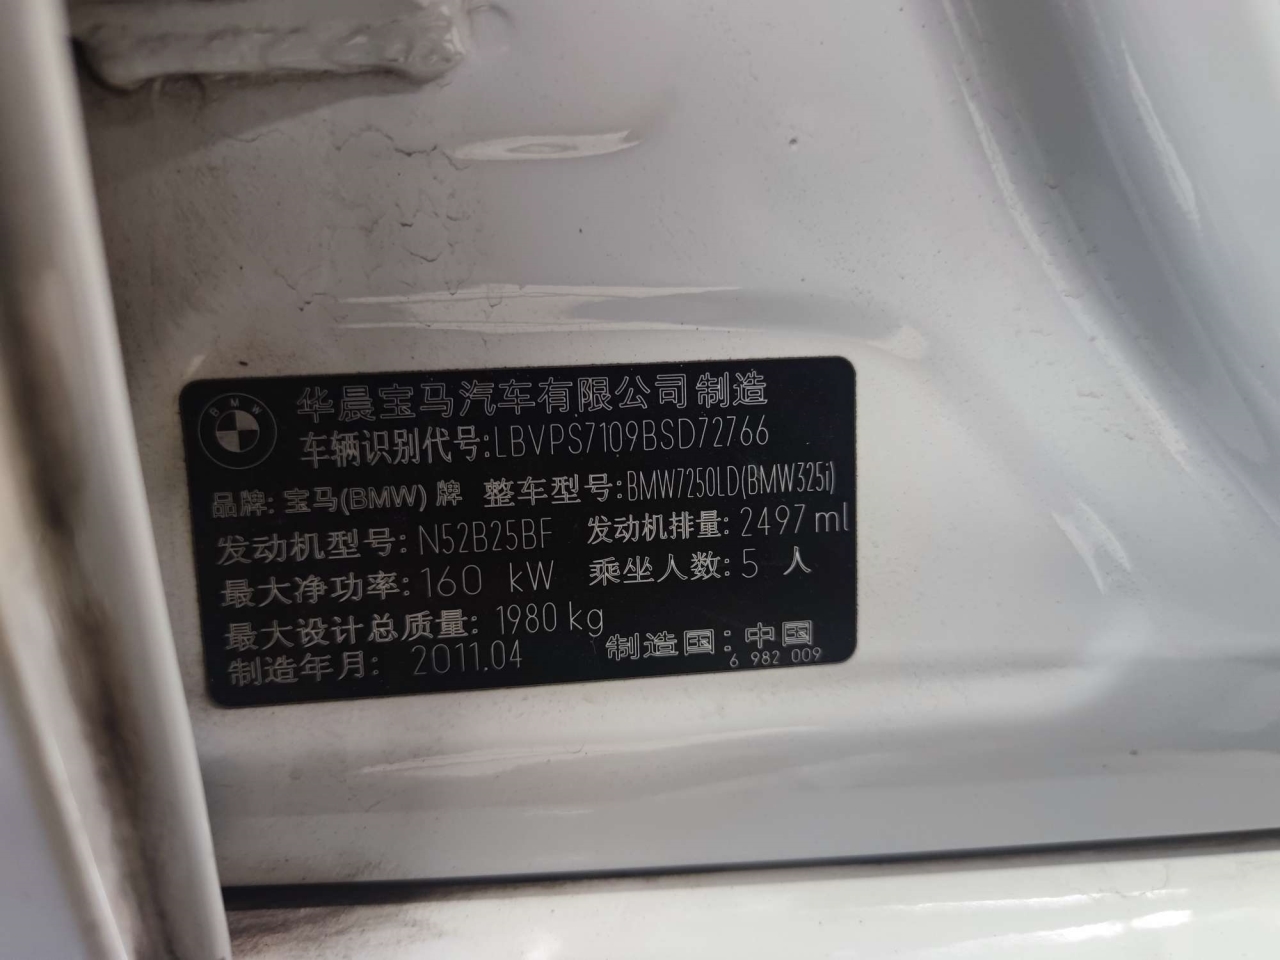 BMW
华晨宝马汽车有限公司制造
车辆识别代号:LBVPS7109BSD72766
品牌: 宝马(BMW) 牌 整车型号:BMW7250LD(BMW325i)
发动机型号: N52B25BF 发动机排量: 2497 ml
最大净功率: 160 kW 乘坐人数: 5 人
最大设计总质量: 1980 kg
制造年月: 2011.04 制造国: 中国
6 982 009